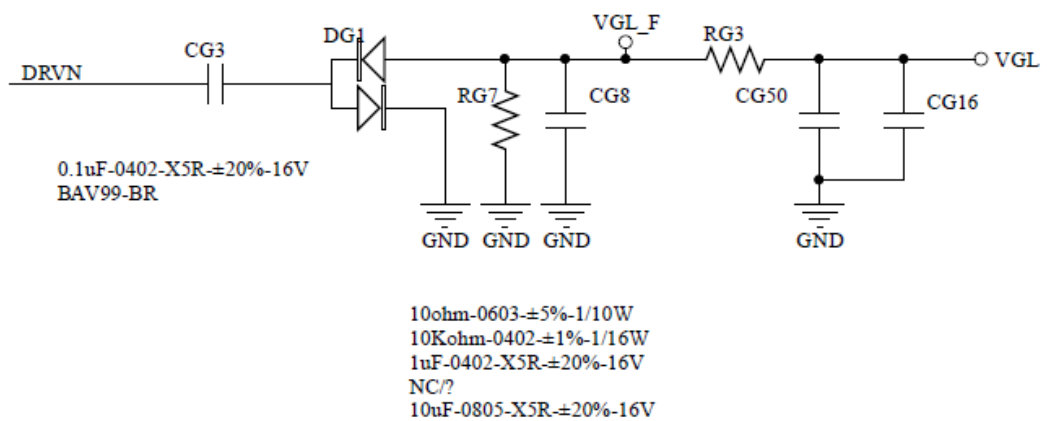 VGL_F
CG3
DG1
RG3
DRVN
VGL
RG7
CG8
CG50
CG16
0.1uF-0402-X5R-±20%-16V
BAV99-BR
GND GND GND
GND
10ohm-0603-±5%-1/10W
10Kohm-0402-±1%-1/16W
1uF-0402-X5R-±20%-16V
NC/?
10uF-0805-X5R-±20%-16V